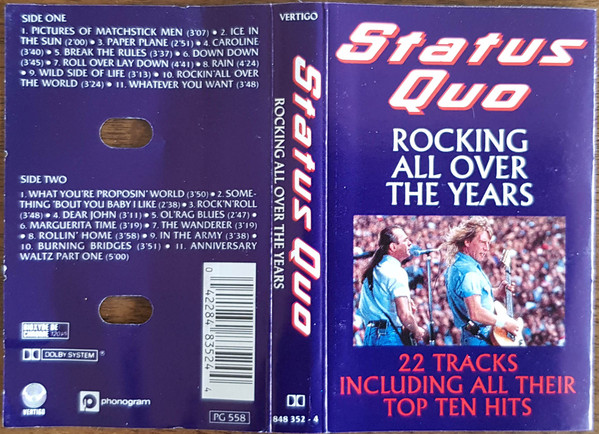 SIDE ONE
1. PICTURES OF MATCHSTICK MEN (3'07) • 2. ICE IN
THE SUN (2'00) • 3. PAPER PLANE (2'51) • 4. CAROLINE
(3'40) • 5. BREAK THE RULES (3'37) • 6. DOWN DOWN
(3'45) • 7. ROLL OVER LAY DOWN (4'41) • 8. RAIN (4'24)
• 9. WILD SIDE OF LIFE (3'13) • 10. ROCKIN'ALL OVER
THE WORLD (3'24) • 11. WHATEVER YOU WANT (3'48)
SIDE TWO
1. WHAT YOU'RE PROPOSIN' WORLD (3'50) • 2. SOME-
THING 'BOUT YOU BABY I LIKE (2'38) • 3. ROCK'N'ROLL
(3'48) • 4. DEAR JOHN (3'11) • 5. OL'RAG BLUES (2'47) •
6. MARGUERITA TIME (3'19) • 7. THE WANDERER (3'19)
• 8. ROLLIN' HOME (3'58) • 9. IN THE ARMY (3'38) •
10. BURNING BRIDGES (3'51) • 11. ANNIVERSARY
WALTZ PART ONE (5'00)
DIOXYDE DE
CHROME 120µS
DOLBY SYSTEM
VERTIGO
phonogram
0 42284 83524 4
PG 558
VERTIGO
Status Quo
ROCKING ALL OVER THE YEARS
848 352 - 4
Status
Quo
ROCKING
ALL OVER
THE YEARS
22 TRACKS
INCLUDING ALL THEIR
TOP TEN HITS